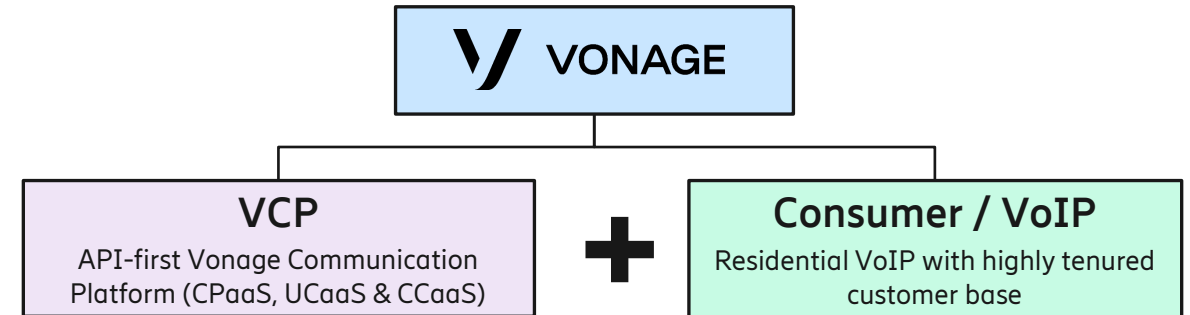 VONAGE
VCP
API-first Vonage Communication
Platform (CPaaS, UCaaS & CCaaS)
Consumer / VoIP
Residential VoIP with highly tenured
customer base